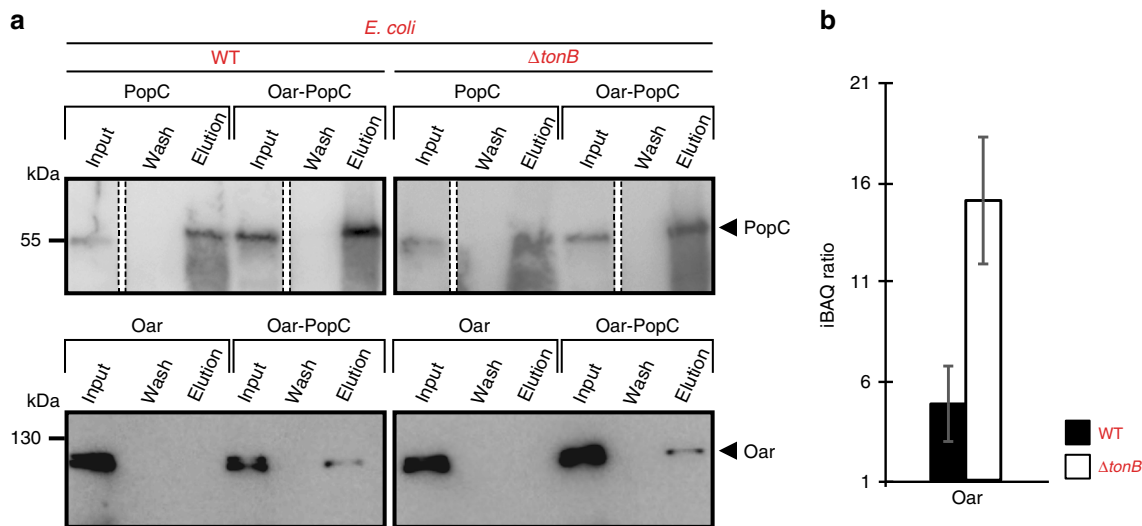 a
E. coli
WT
ΔtonB
PopC
Oar-PopC
PopC
Oar-PopC
Input
Wash
Elution
Input
Wash
Elution
Input
Wash
Elution
Input
Wash
Elution
kDa
55
PopC
Oar
Oar-PopC
Oar
Oar-PopC
Input
Wash
Elution
Input
Wash
Elution
Input
Wash
Elution
Input
Wash
Elution
kDa
130
Oar
b
21
16
11
6
1
iBAQ ratio
Oar
WT
ΔtonB